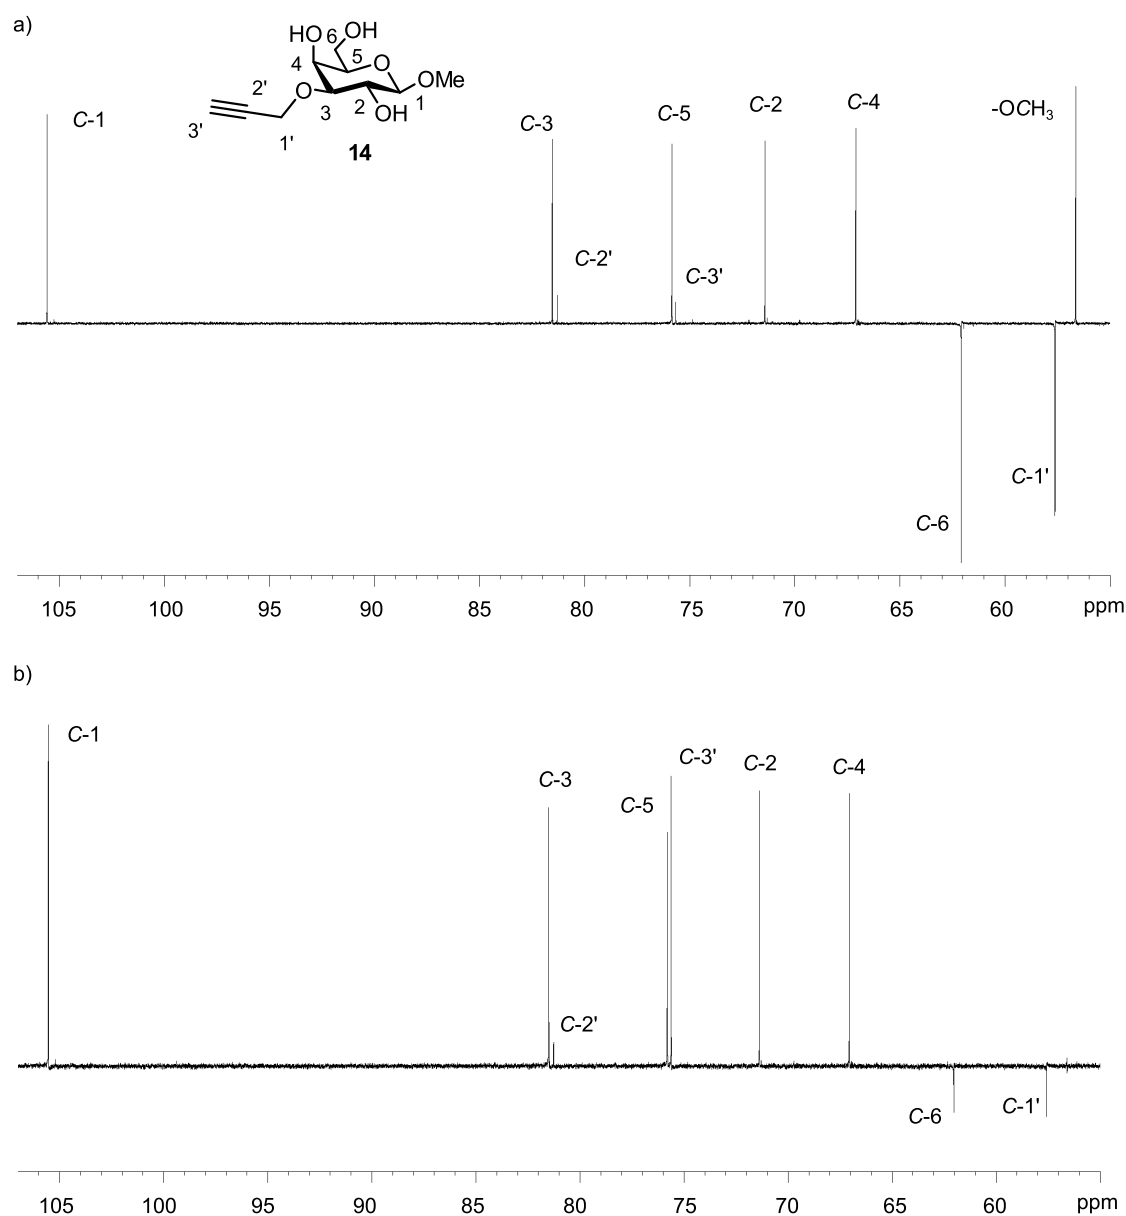 a)
HO 6 OH
4 5 O OMe
2' O 3 2 1
3' 1' OH
14
C-1
C-3
C-2'
C-5
C-3'
C-2
C-4
-OCH3
C-6
C-1'
105 100 95 90 85 80 75 70 65 60 ppm
b)
C-1
C-3
C-2'
C-5
C-3'
C-2
C-4
C-6
C-1'
105 100 95 90 85 80 75 70 65 60 ppm